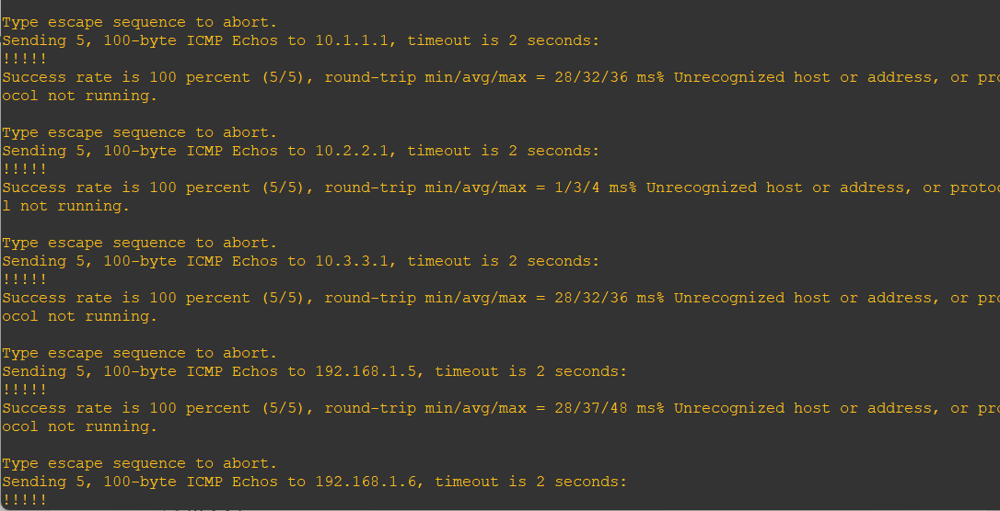 Type escape sequence to abort.
Sending 5, 100-byte ICMP Echos to 10.1.1.1, timeout is 2 seconds:
!!!!!
Success rate is 100 percent (5/5), round-trip min/avg/max = 28/32/36 ms% Unrecognized host or address, or pro
ocol not running.
Type escape sequence to abort.
Sending 5, 100-byte ICMP Echos to 10.2.2.1, timeout is 2 seconds:
!!!!!
Success rate is 100 percent (5/5), round-trip min/avg/max = 1/3/4 ms% Unrecognized host or address, or protoc
l not running.
Type escape sequence to abort.
Sending 5, 100-byte ICMP Echos to 10.3.3.1, timeout is 2 seconds:
!!!!!
Success rate is 100 percent (5/5), round-trip min/avg/max = 28/32/36 ms% Unrecognized host or address, or pro
ocol not running.
Type escape sequence to abort.
Sending 5, 100-byte ICMP Echos to 192.168.1.5, timeout is 2 seconds:
!!!!!
Success rate is 100 percent (5/5), round-trip min/avg/max = 28/37/48 ms% Unrecognized host or address, or pro
ocol not running.
Type escape sequence to abort.
Sending 5, 100-byte ICMP Echos to 192.168.1.6, timeout is 2 seconds:
!!!!!